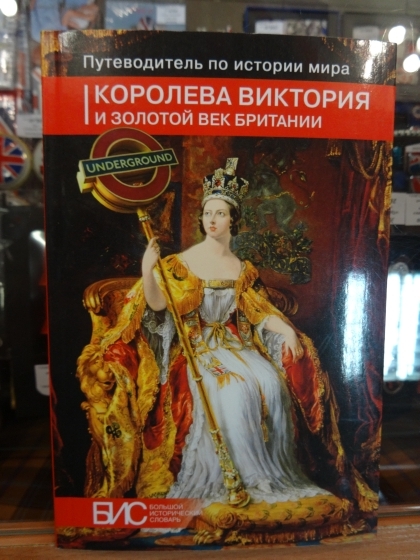 Путеводитель по истории мира
КОРОЛЕВА ВИКТОРИЯ
И ЗОЛОТОЙ ВЕК БРИТАНИИ
UNDERGROUND
БИС
БОЛЬШОЙ
ИСТОРИЧЕСКИЙ
СЛОВАРЬ